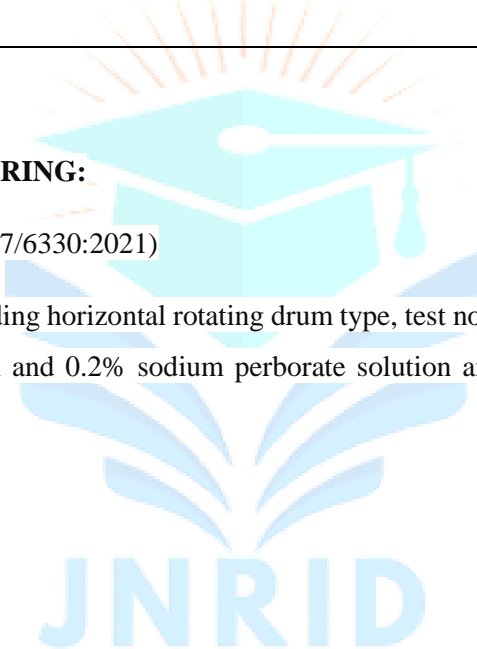 RING:
7/6330:2021)
ling horizontal rotating drum type, test no
and 0.2% sodium perborate solution a
JNRID